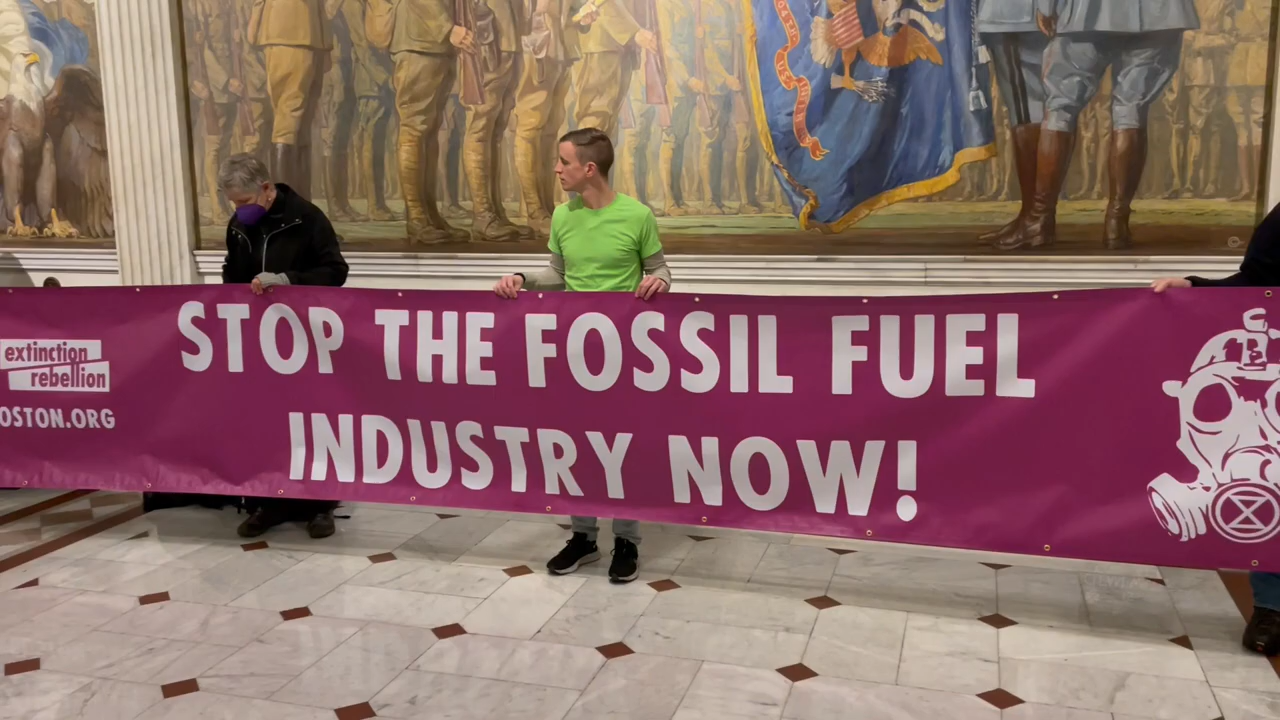 STOP THE FOSSIL FUEL
INDUSTRY NOW!
extinction
rebellion
OSTON.ORG